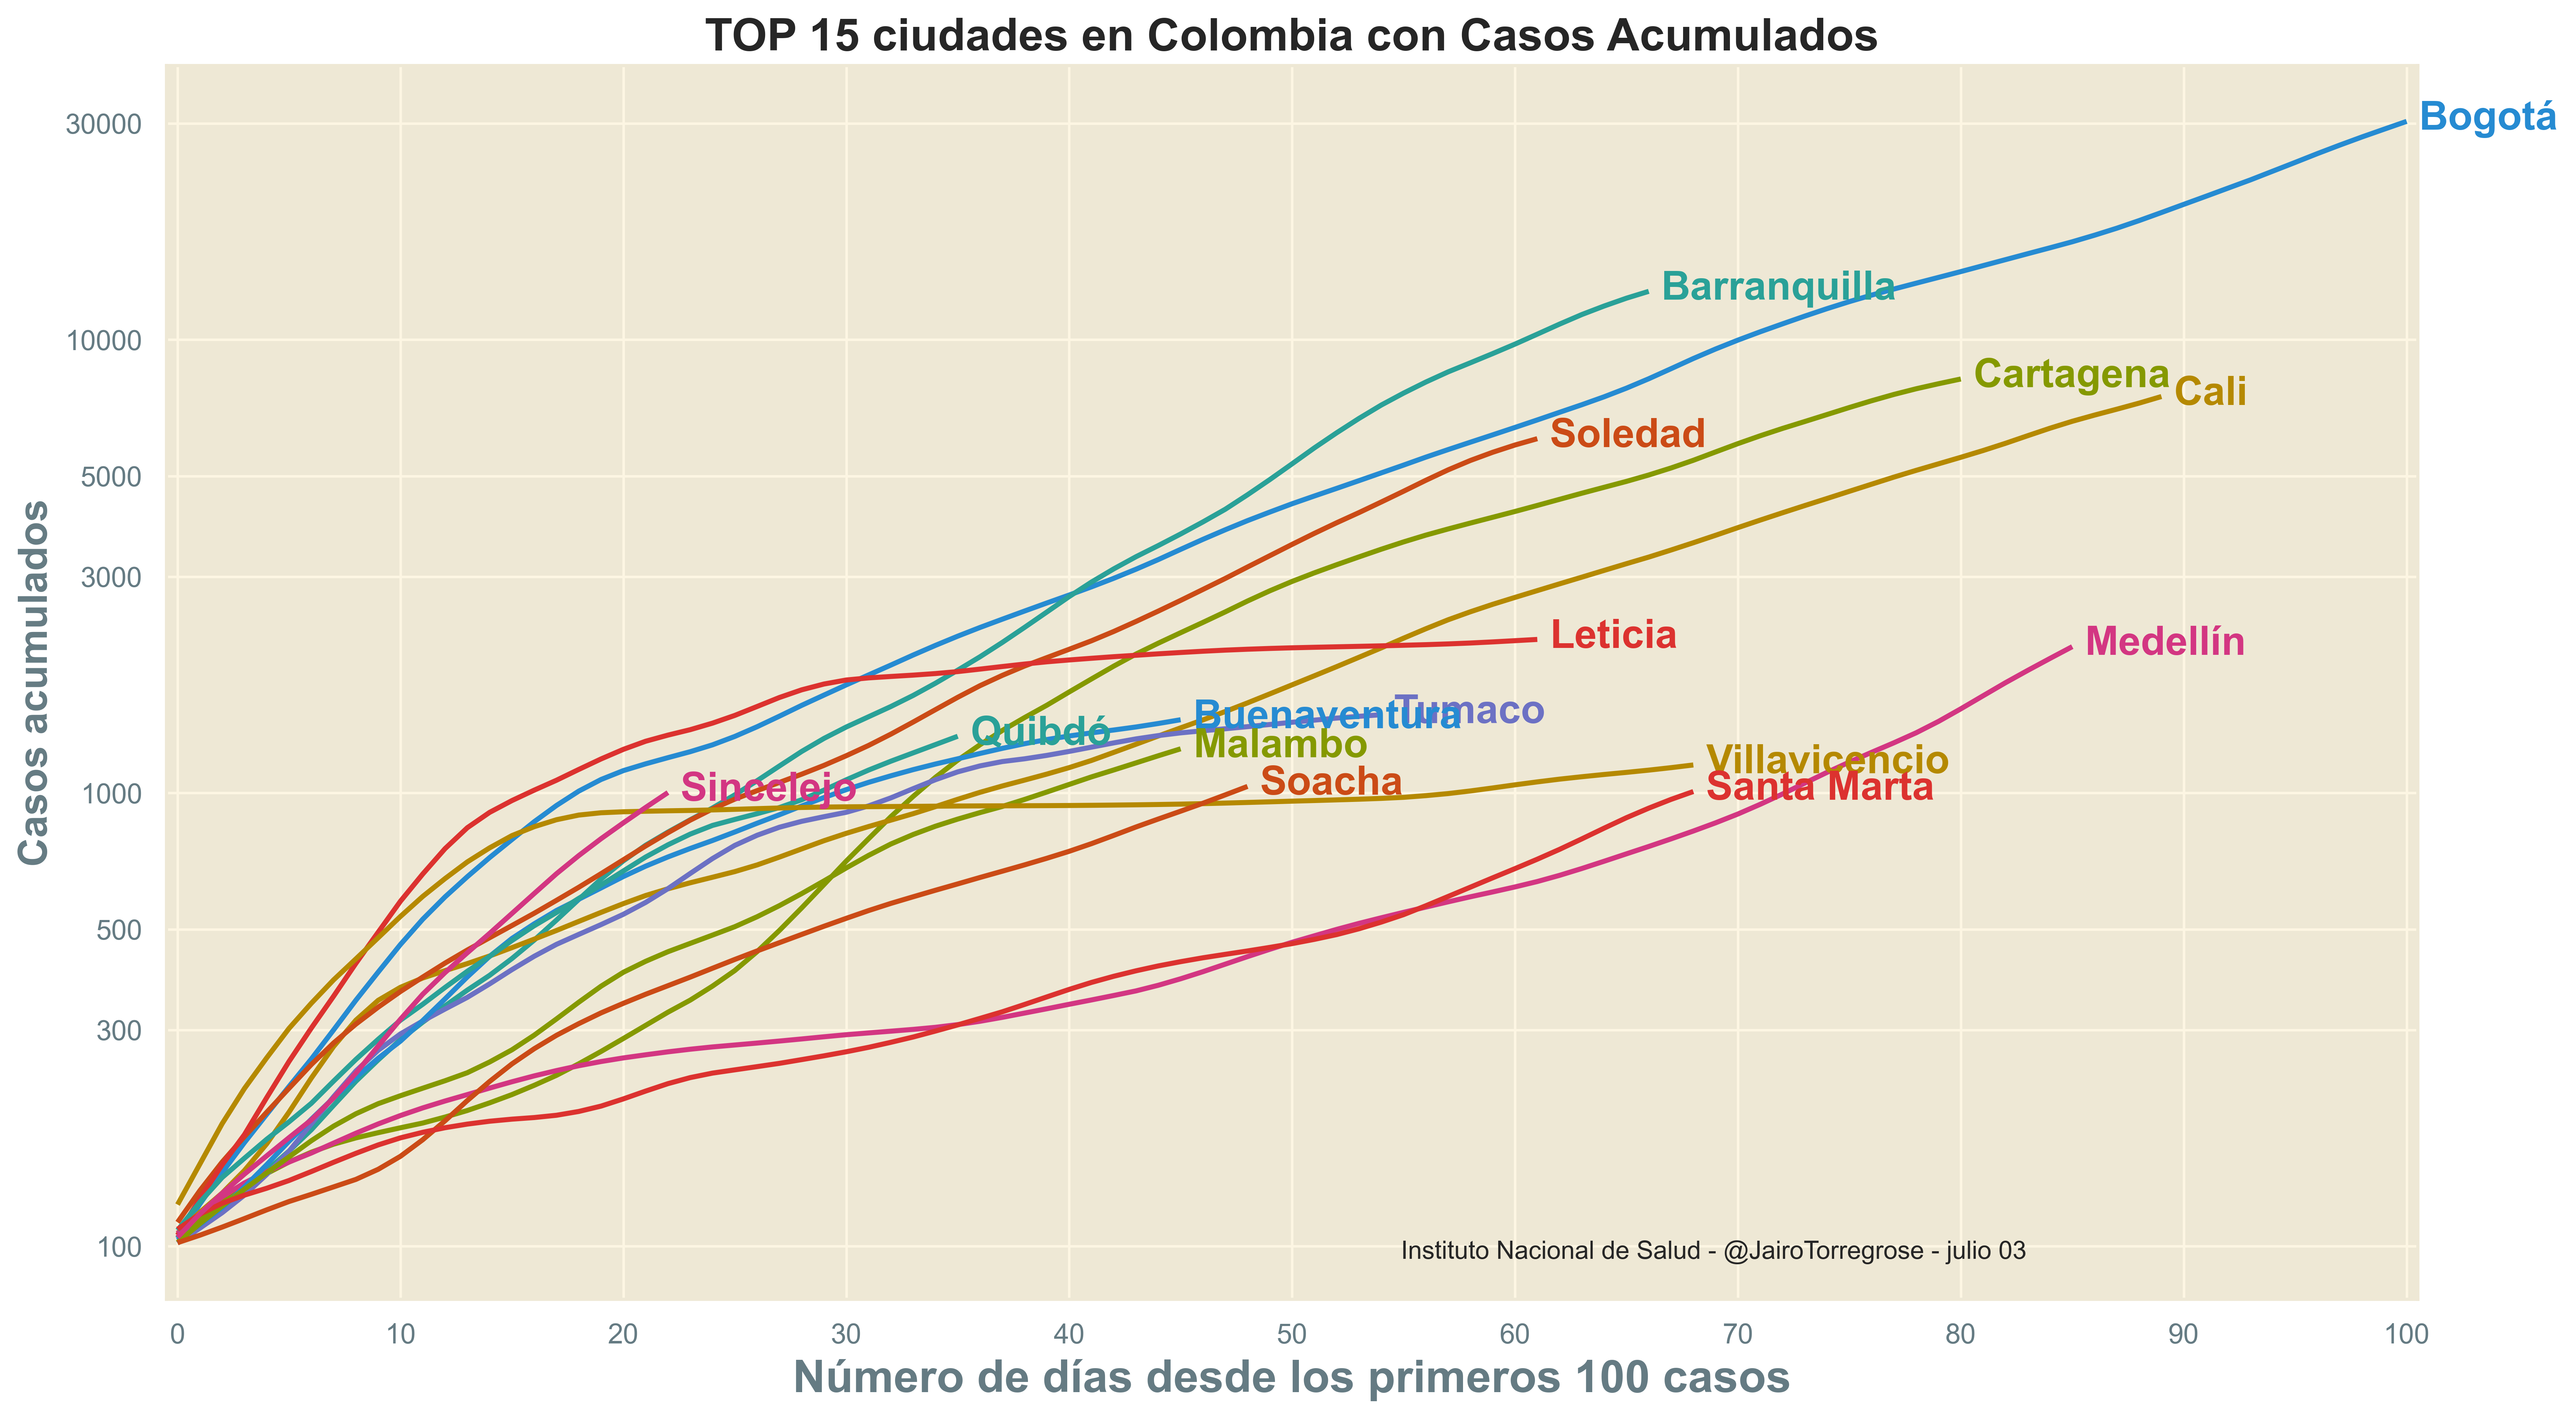 TOP 15 ciudades en Colombia con Casos Acumulados
Casos acumulados
30000
10000
5000
3000
1000
500
300
100
Bogotá
Barranquilla
Cartagena
Cali
Soledad
Leticia
Medellín
Tumaco
Buenaventura
Quibdó
Malambo
Villavicencio
Sincelejo
Soacha
Santa Marta
Instituto Nacional de Salud - @JairoTorregrose - julio 03
0 10 20 30 40 50 60 70 80 90 100
Número de días desde los primeros 100 casos